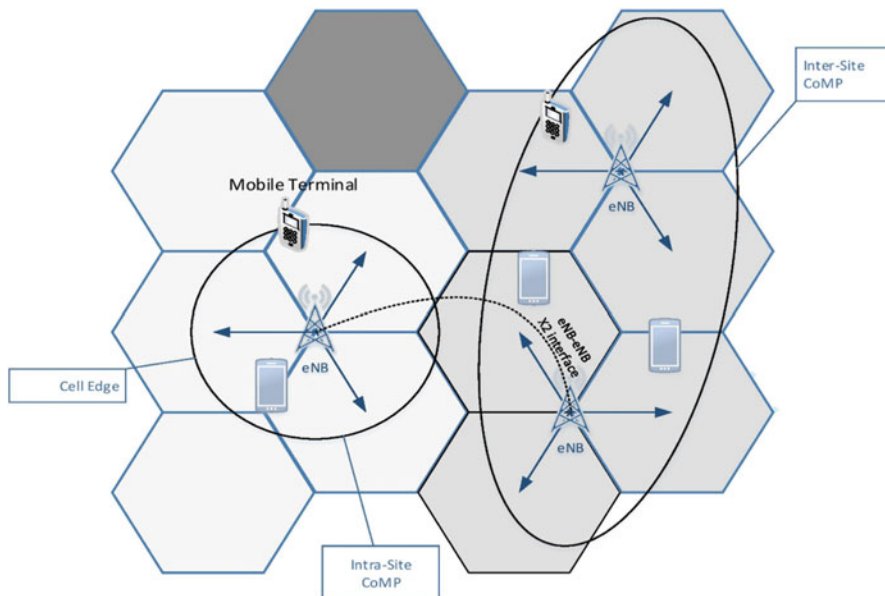 Inter-Site
CoMP
Mobile Terminal
eNB
eNB-eNB
X2 interface
eNB
Cell Edge
eNB
Intra-Site
CoMP